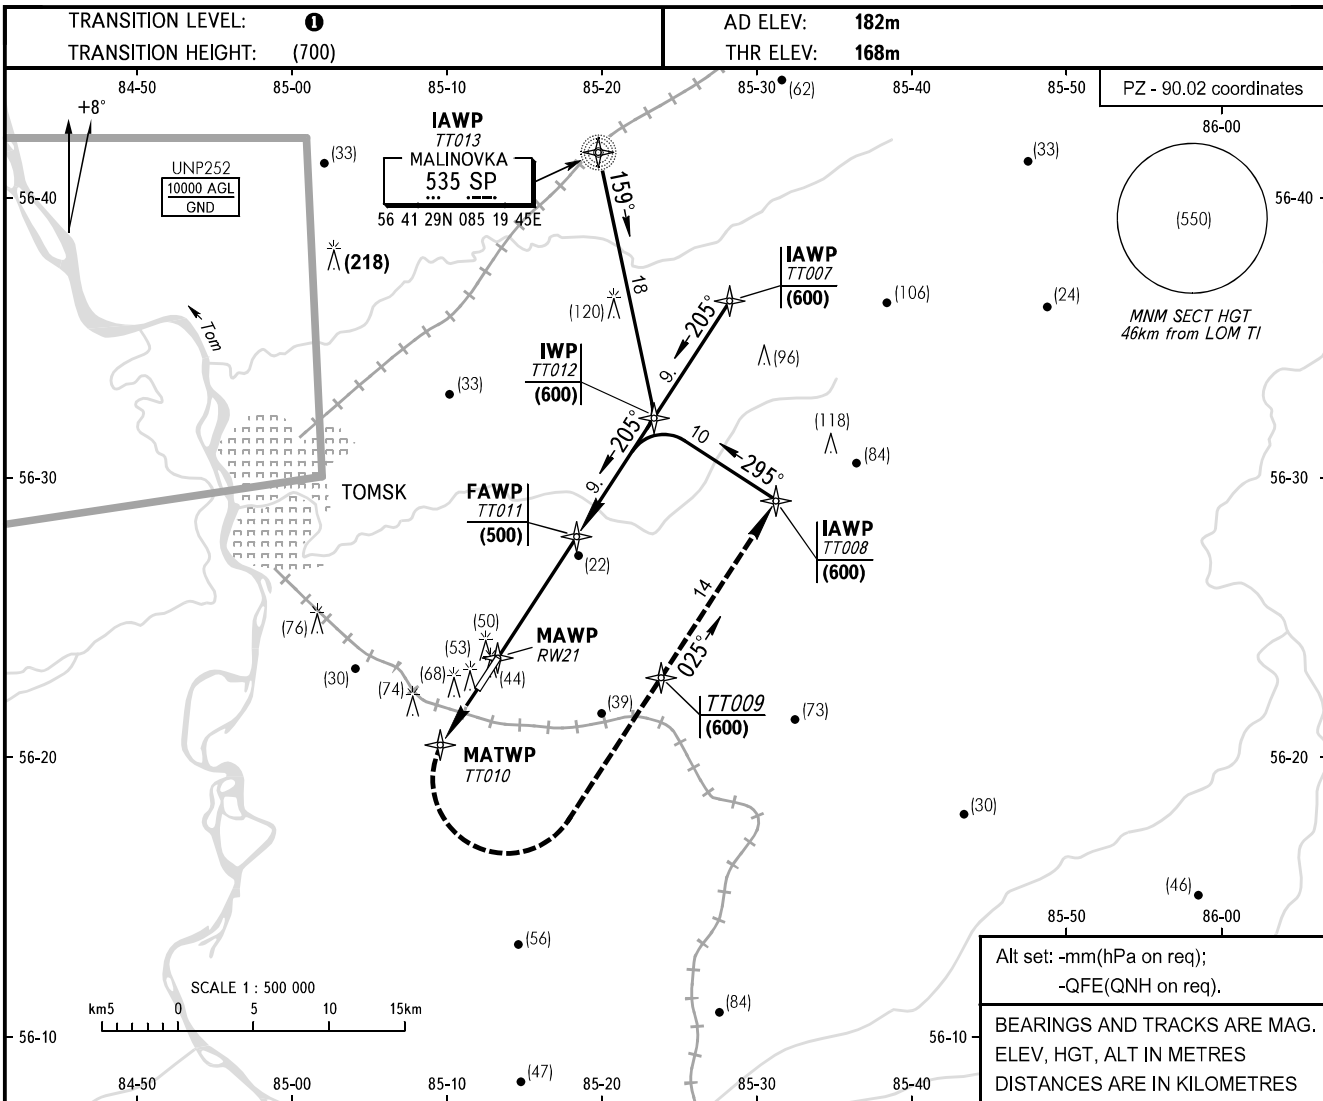 TRANSITION LEVEL: 1
TRANSITION HEIGHT: (700)
AD ELEV: 182m
THR ELEV: 168m
84-50 85-00 85-10 85-20 85-30 85-40 85-50
PZ - 90.02 coordinates
86-00
+8°
(62)
IAWP
TT013
MALINOVKA
535 SP
56 41 29N 085 19 45E
UNP252
10000 AGL
GND
(33)
(33)
56-40
56-40
(550)
MNM SECT HGT
46km from LOM TI
159°
18
(218)
IAWP
TT007
(600)
(106)
(24)
(120)
205°
9.
(96)
Tom
IWP
TT012
(600)
(33)
(118)
(84)
205°
9.
10
295°
56-30
56-30
TOMSK
FAWP
TT011
(500)
IAWP
TT008
(600)
(22)
14
025°
(76)
(50)
(53)
(68)
(44)
(74)
(30)
MAWP
RW21
(39)
TT009
(600)
(73)
56-20
56-20
MATWP
TT010
(30)
(46)
85-50 86-00
(56)
(84)
(47)
SCALE 1 : 500 000
km5 0 5 10 15km
Alt set: -mm(hPa on req);
-QFE(QNH on req).
56-10
56-10
BEARINGS AND TRACKS ARE MAG.
ELEV, HGT, ALT IN METRES
DISTANCES ARE IN KILOMETRES
84-50 85-00 85-10 85-20 85-30 85-40